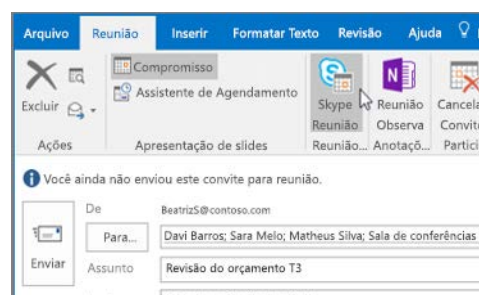 Arquivo Reunião Inserir Formatar Texto Revisão Ajuda
Compromisso
Assistente de Agendamento
Excluir
Skype Reunião
Reunião Observa
Cancela Convite
Ações Apresentação de slides Reunião... Anotaçõ... Partici
Você ainda não enviou este convite para reunião.
De BeatrizS@contoso.com
Para... Davi Barros; Sara Melo; Matheus Silva; Sala de conferências
Enviar Assunto Revisão do orçamento T3